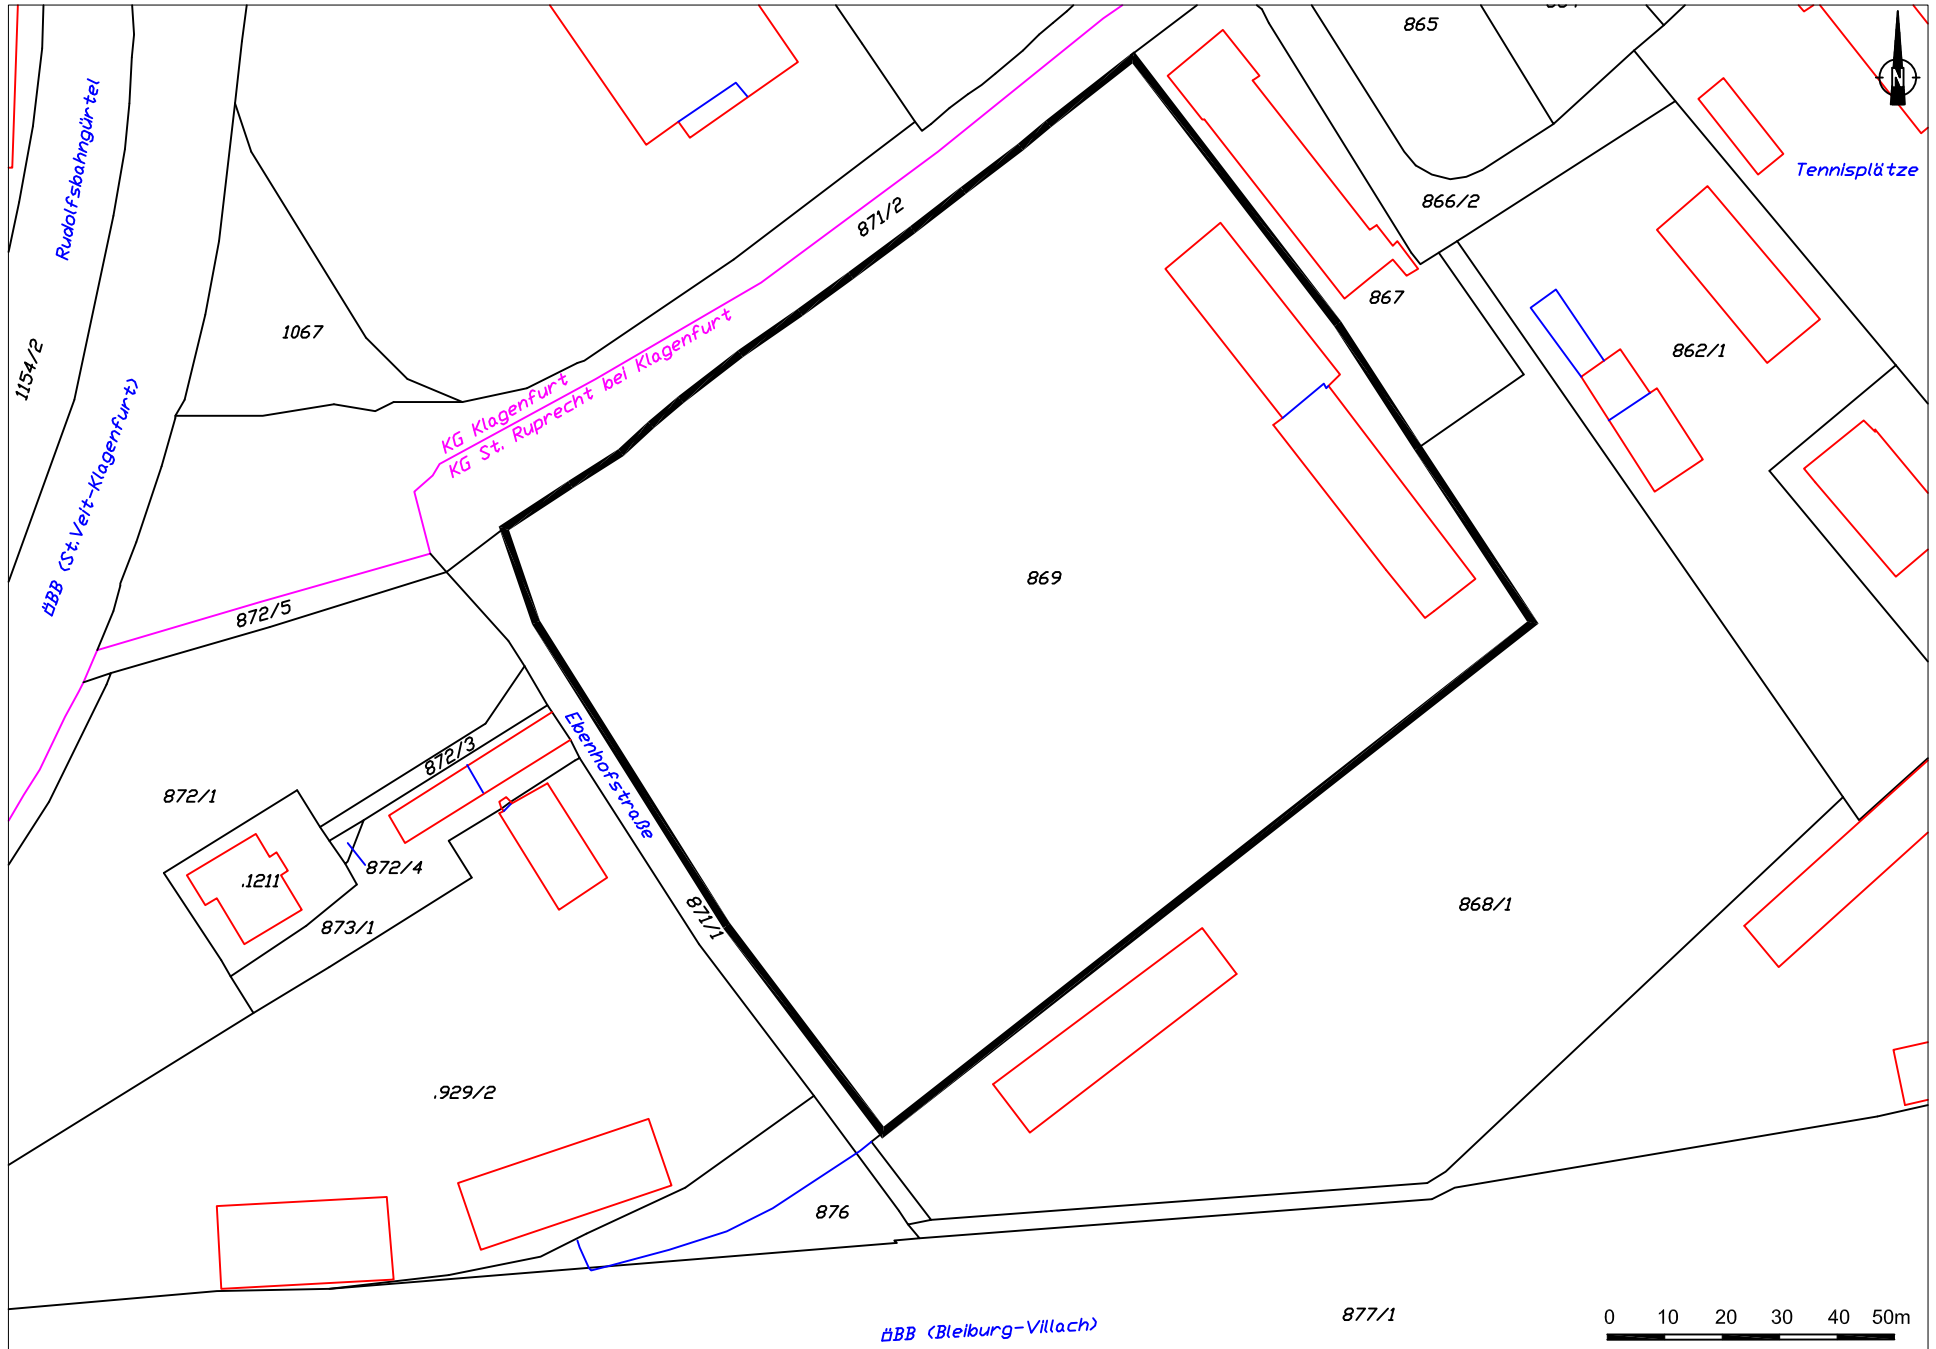 865
N
Rudolfsbahngürtel
Tennisplätze
866/2
871/2
867
1067
862/1
1154/2
KG Klagenfurt
KG St. Ruprecht bei Klagenfurt
ÖBB (St.Veit-Klagenfurt)
869
872/5
Ebenhofstraße
872/3
872/1
872/4
.1211
873/1
871/1
868/1
.929/2
876
877/1
ÖBB (Bleiburg-Villach)
0 10 20 30 40 50m